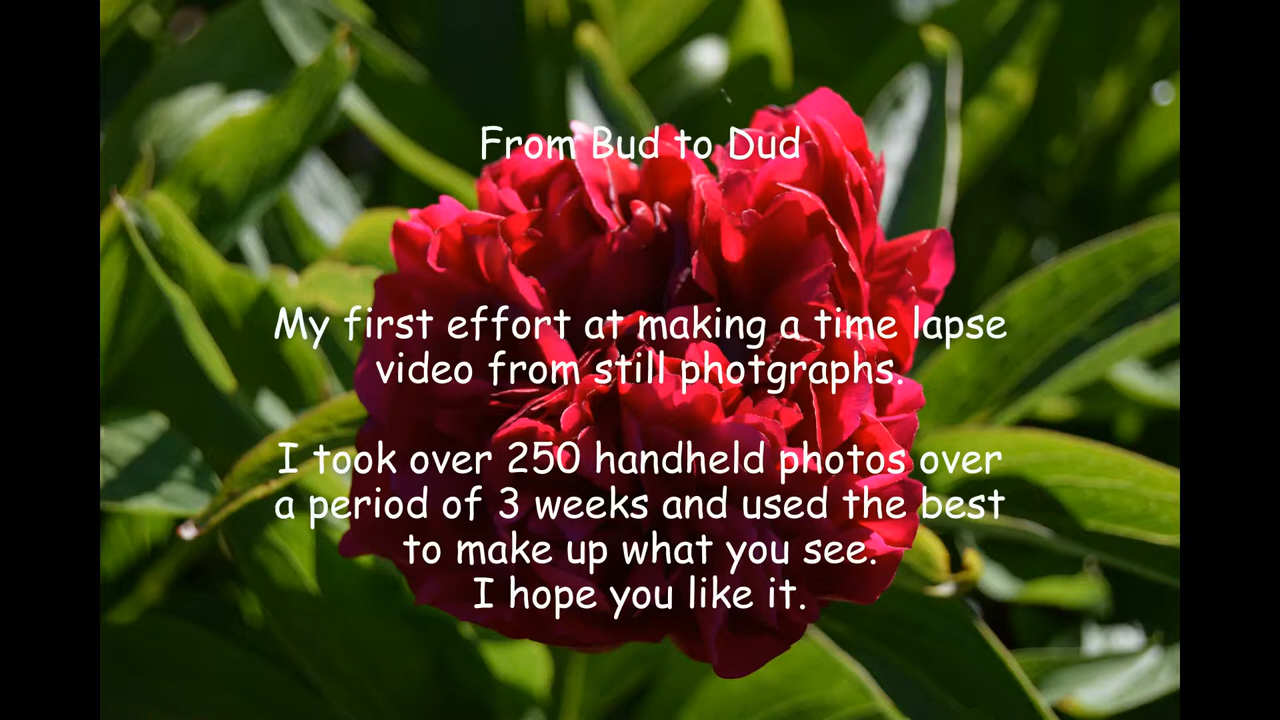 From Bud to Dud
My first effort at making a time lapse
video from still photgraphs.
I took over 250 handheld photos over
a period of 3 weeks and used the best
to make up what you see.
I hope you like it.